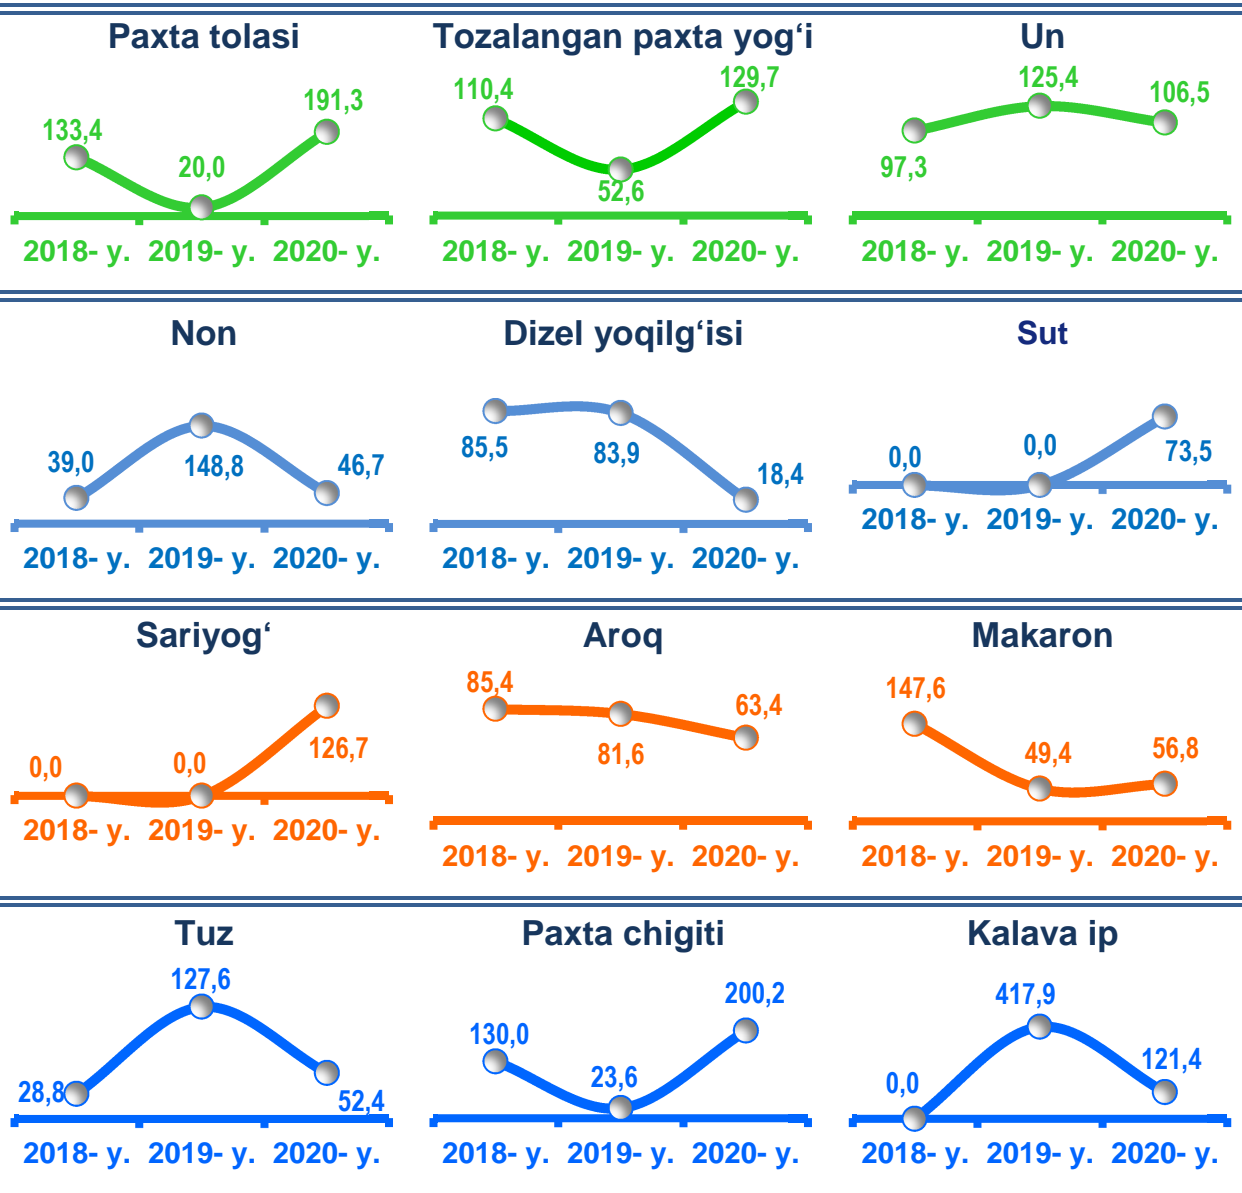 Paxta tolasi
133,4
20,0
191,3
2018- y. 2019- y. 2020- y.
Tozalangan paxta yog‘i
110,4
52,6
129,7
2018- y. 2019- y. 2020- y.
Un
97,3
125,4
106,5
2018- y. 2019- y. 2020- y.
Non
39,0
148,8
46,7
2018- y. 2019- y. 2020- y.
Dizel yoqilg‘isi
85,5
83,9
18,4
2018- y. 2019- y. 2020- y.
Sut
0,0
0,0
73,5
2018- y. 2019- y. 2020- y.
Sariyog‘
0,0
0,0
126,7
2018- y. 2019- y. 2020- y.
Aroq
85,4
81,6
63,4
2018- y. 2019- y. 2020- y.
Makaron
147,6
49,4
56,8
2018- y. 2019- y. 2020- y.
Tuz
28,8
127,6
52,4
2018- y. 2019- y. 2020- y.
Paxta chigiti
130,0
23,6
200,2
2018- y. 2019- y. 2020- y.
Kalava ip
0,0
417,9
121,4
2018- y. 2019- y. 2020- y.